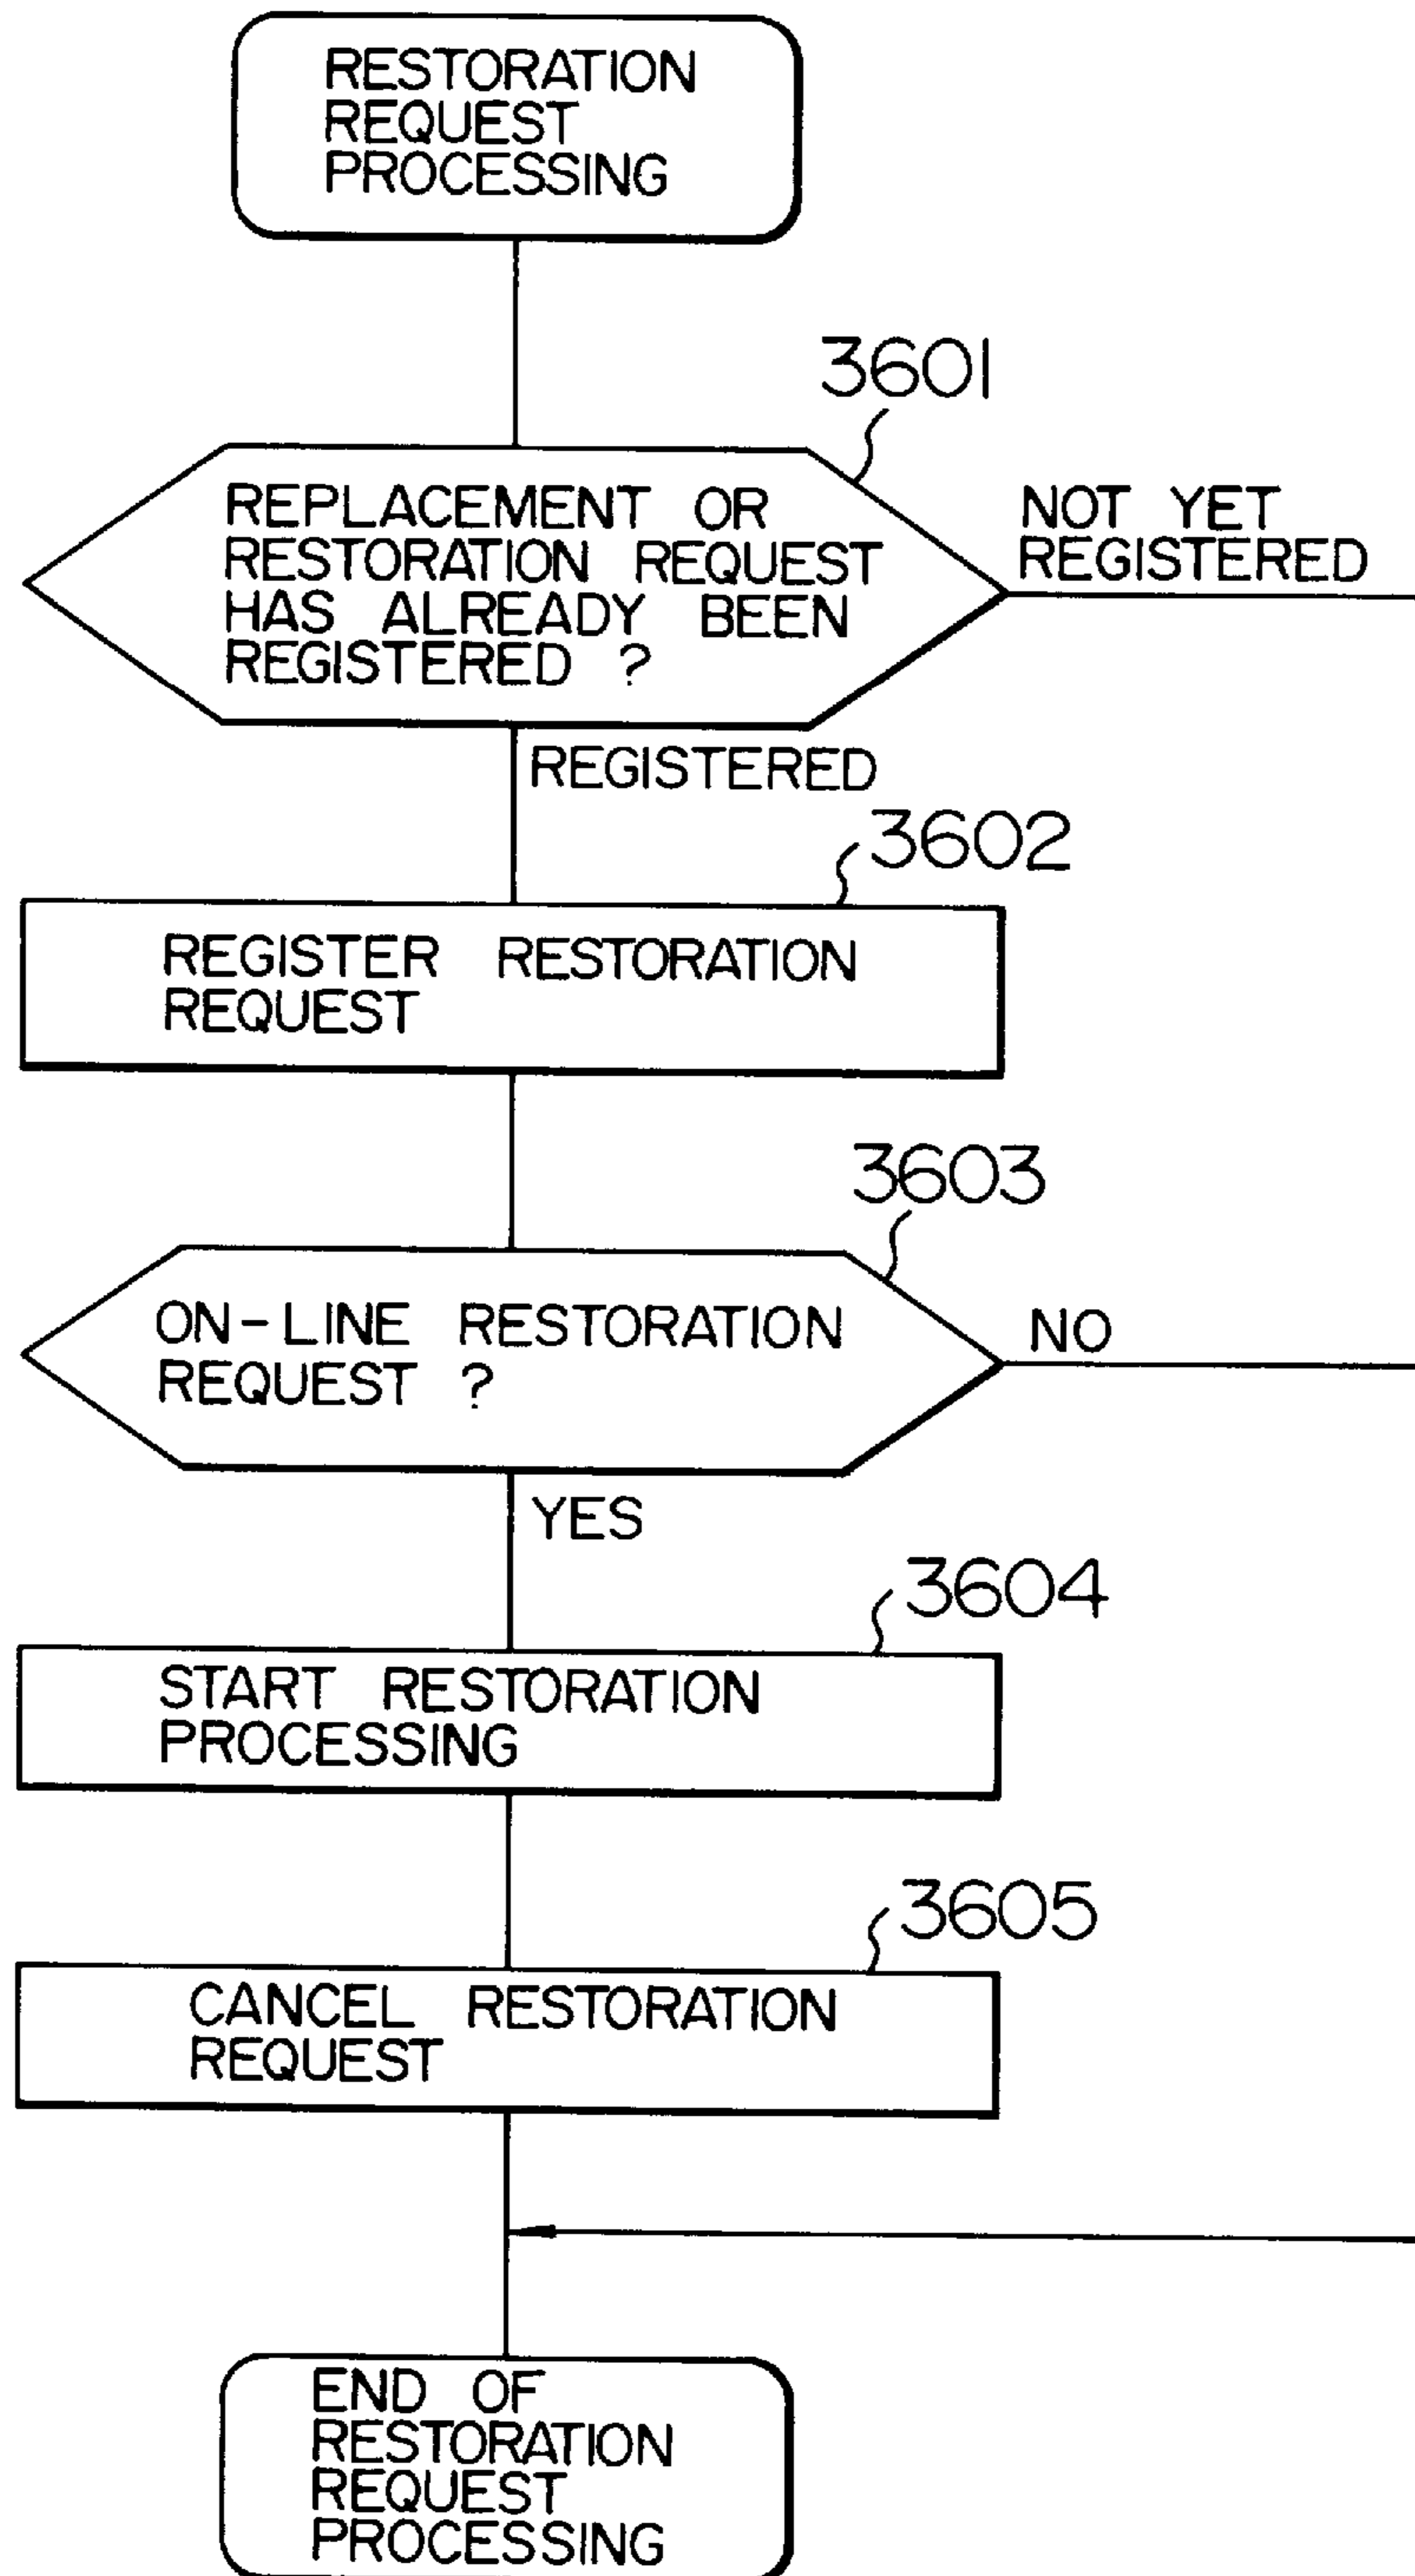 RESTORATION
REQUEST
PROCESSING
3601
REPLACEMENT OR
RESTORATION REQUEST
HAS ALREADY BEEN
REGISTERED ?
NOT YET
REGISTERED
REGISTERED
3602
REGISTER RESTORATION
REQUEST
3603
ON-LINE RESTORATION
REQUEST ?
NO
YES
3604
START RESTORATION
PROCESSING
3605
CANCEL RESTORATION
REQUEST
END OF
RESTORATION
REQUEST
PROCESSING